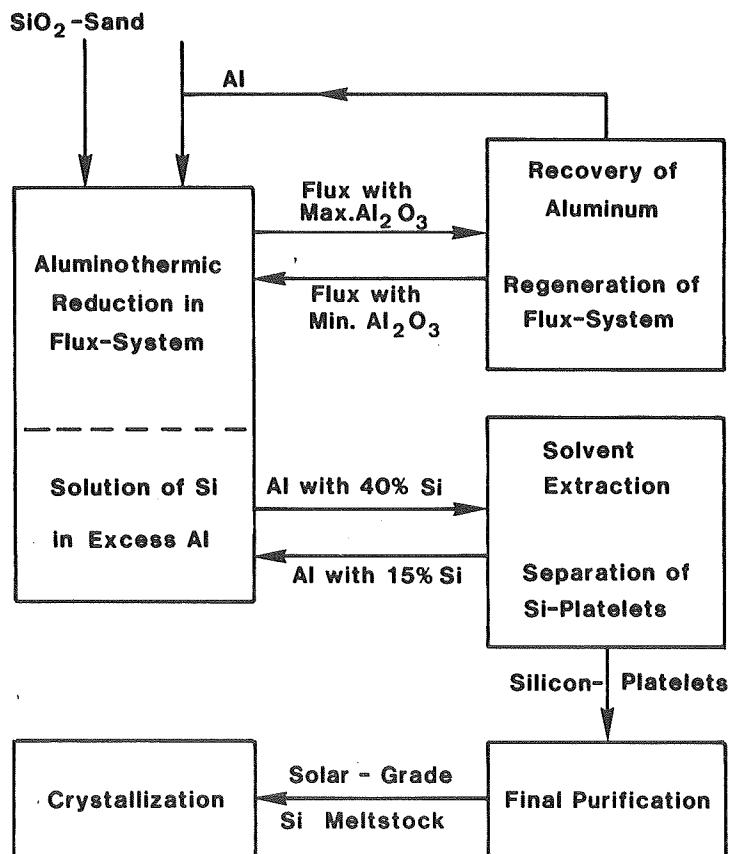 SiO2-Sand
Al
Flux with
Max.Al2O3
Recovery of
Aluminum
Aluminothermic
Reduction in
Flux-System
Flux with
Min. Al2O3
Regeneration of
Flux-System
Solution of Si
in Excess Al
Al with 40% Si
Al with 15% Si
Solvent
Extraction
Separation of
Si-Platelets
Silicon- Platelets
Crystallization
Solar - Grade
Si Meltstock
Final Purification